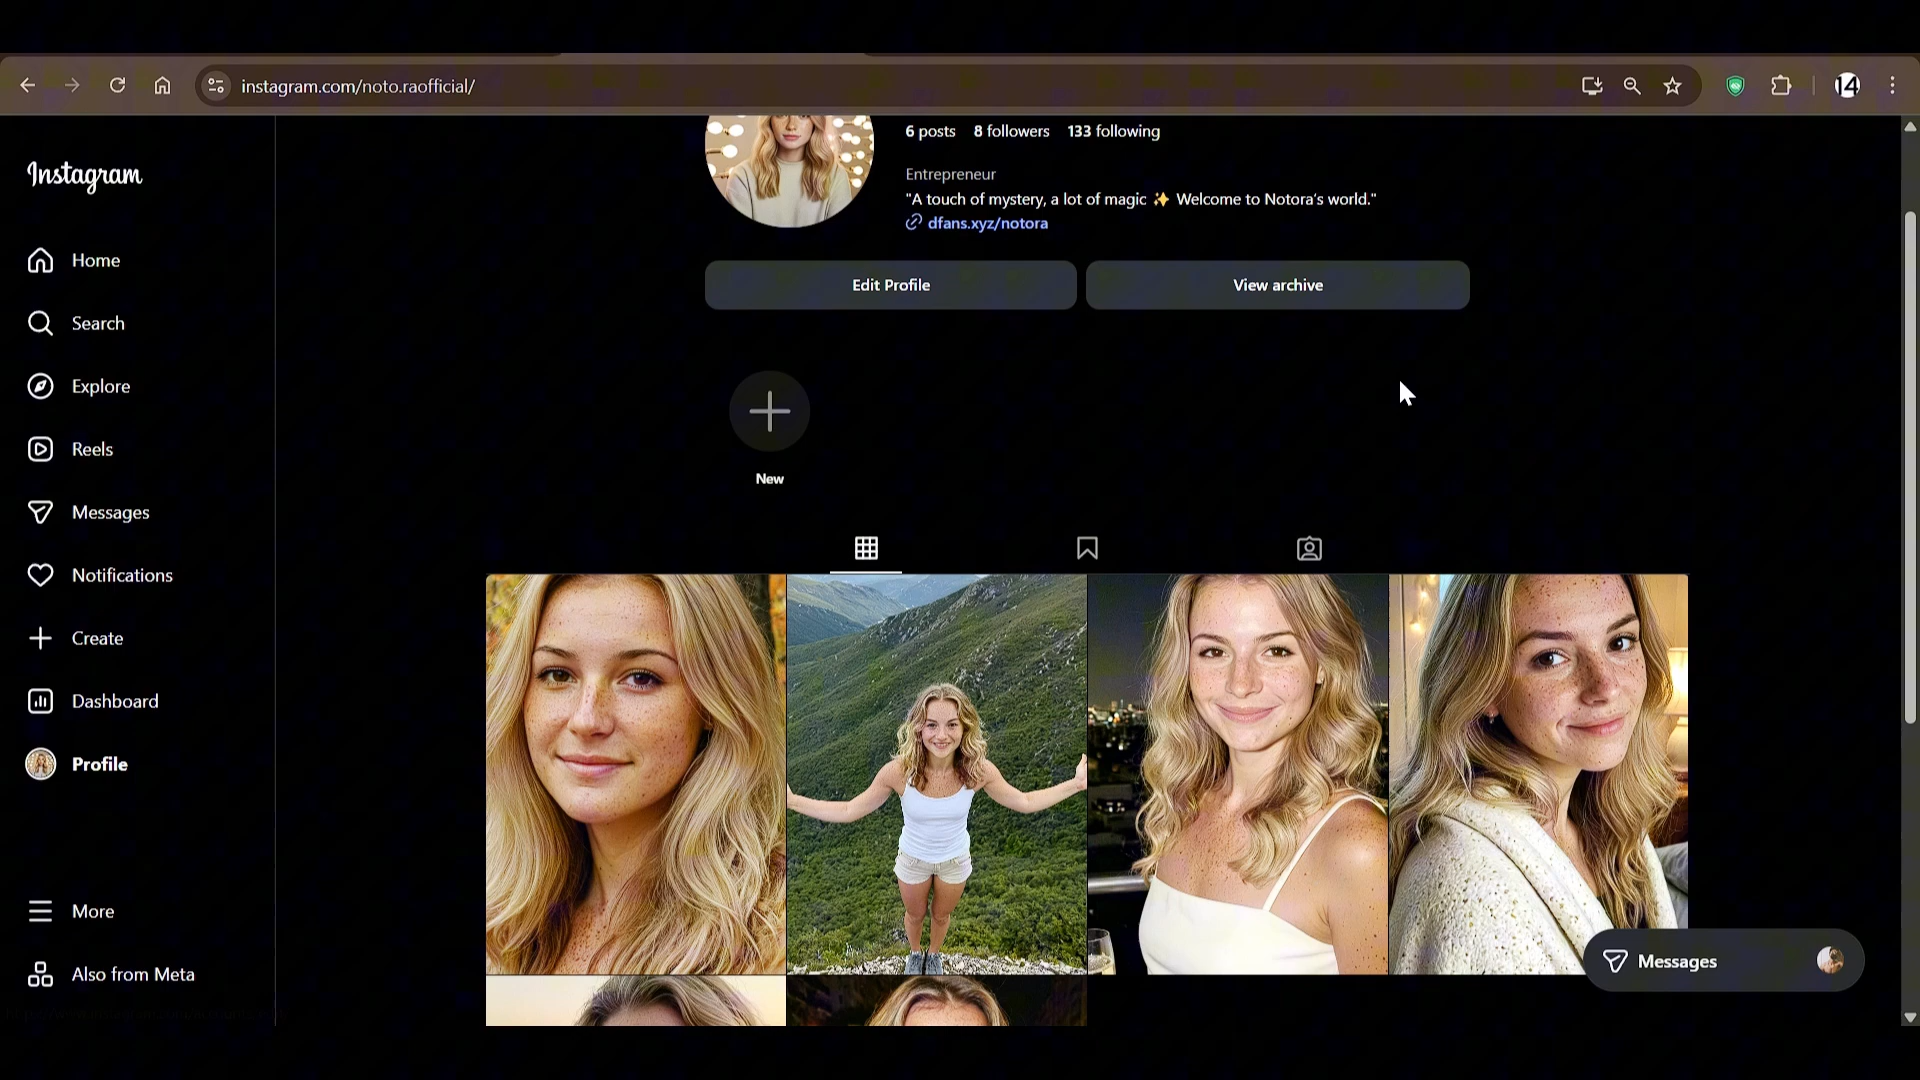 instagram.com/noto.raofficial/
14
Instagram
6 posts 8 followers 133 following
Entrepreneur
"A touch of mystery, a lot of magic ✨ Welcome to Notora's world."
dfans.xyz/notora
Edit Profile
View archive
Home
Search
Explore
Reels
Messages
Notifications
Create
Dashboard
Profile
More
Also from Meta
New
Messages